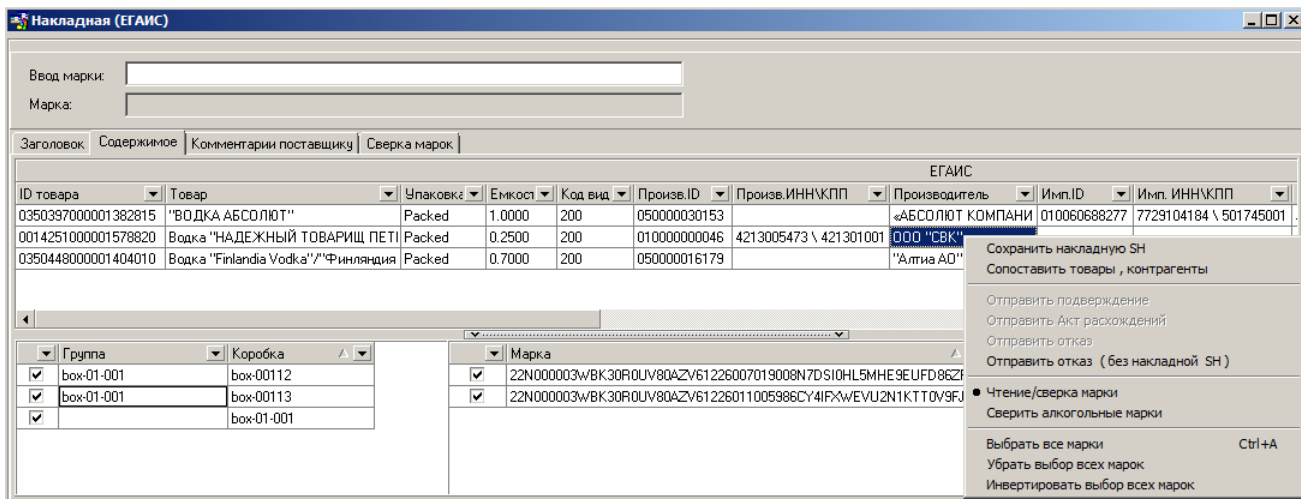 Накладная (ЕГАИС)
Ввод марки:
Марка:
Заголовок Содержимое Комментарии поставщику Сверка марок
ЕГАИС
ID товара Товар Упаковка Емкост Код вид Произв.ID Произв.ИНН\КПП Производитель Имп.ID Имп. ИНН\КПП
0350397000001382815 "ВОДКА АБСОЛЮТ" Packed 1.0000 200 050000030153 «АБСОЛЮТ КОМПАНИ 010060688277 7729104184 \ 501745001
0014251000001578820 Водка "НАДЕЖНЫЙ ТОВАРИЩ ПЕТІ Packed 0.2500 200 010000000046 4213005473 \ 421301001 ООО "СВК"
0350448000001404010 Водка "Finlandia Vodka"/"Финляндия Packed 0.7000 200 050000016179 "Алтиа АО"
Сохранить накладную SH
Сопоставить товары , контрагенты
Отправить подверждение
Отправить Акт расхождений
Отправить отказ
Отправить отказ ( без накладной SH )
Чтение/сверка марки
Сверить алкогольные марки
Выбрать все марки Ctrl+A
Убрать выбор всех марок
Инвертировать выбор всех марок
Группа Коробка Марка
box-01-001 box-00112 22N000003WBK30R0UV80AZV61226007019008N7DSI0HL5MHE9EUFD86ZF
box-01-001 box-00113 22N000003WBK30R0UV80AZV61226011005986CY4IFXWEVU2N1KTT0V9FJ
box-01-001